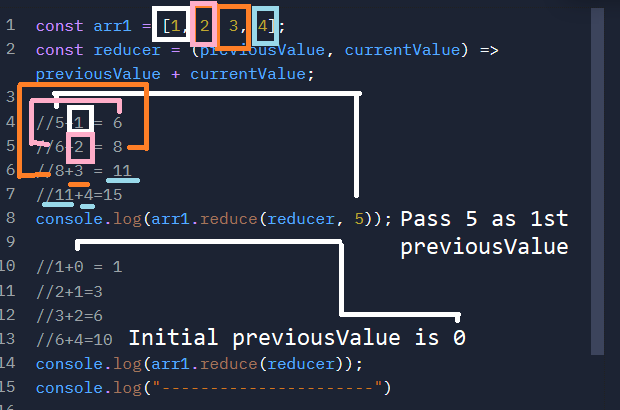 1 const arr1 = [1, 2, 3, 4];
2 const reducer = (previousValue, currentValue) =>
previousValue + currentValue;
3
4 //5+1 = 6
5 //6+2 = 8
6 //8+3 = 11
7 //11+4=15
8 console.log(arr1.reduce(reducer, 5)); Pass 5 as 1st
previousValue
9
10 //1+0 = 1
11 //2+1=3
12 //3+2=6
13 //6+4=10 Initial previousValue is 0
14 console.log(arr1.reduce(reducer));
15 console.log("----------------------")
16